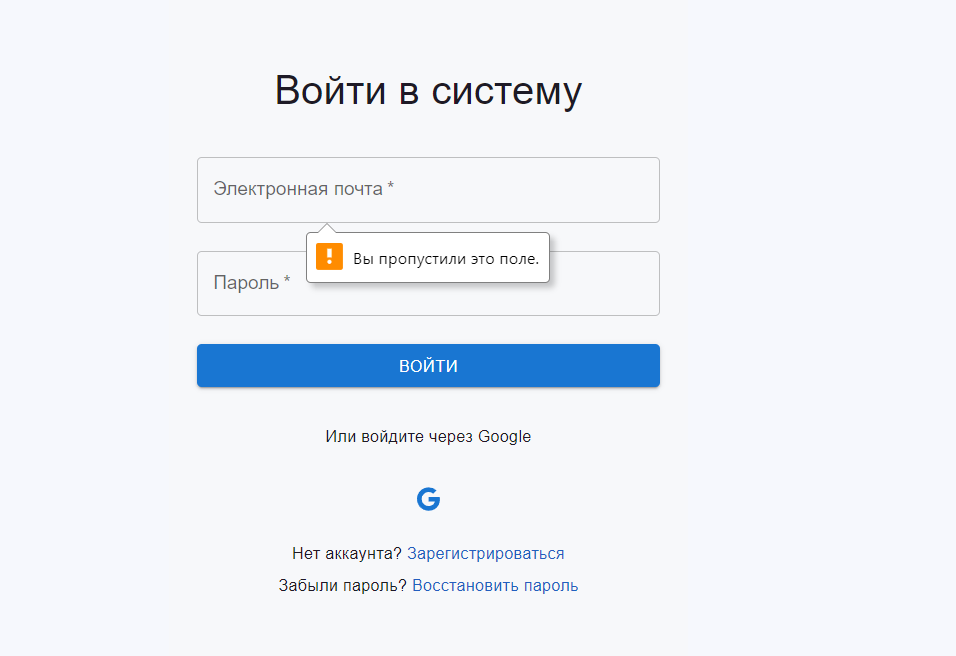 Войти в систему
Электронная почта *
Вы пропустили это поле.
Пароль *
ВОЙТИ
Или войдите через Google
Нет аккаунта? Зарегистрироваться
Забыли пароль? Восстановить пароль